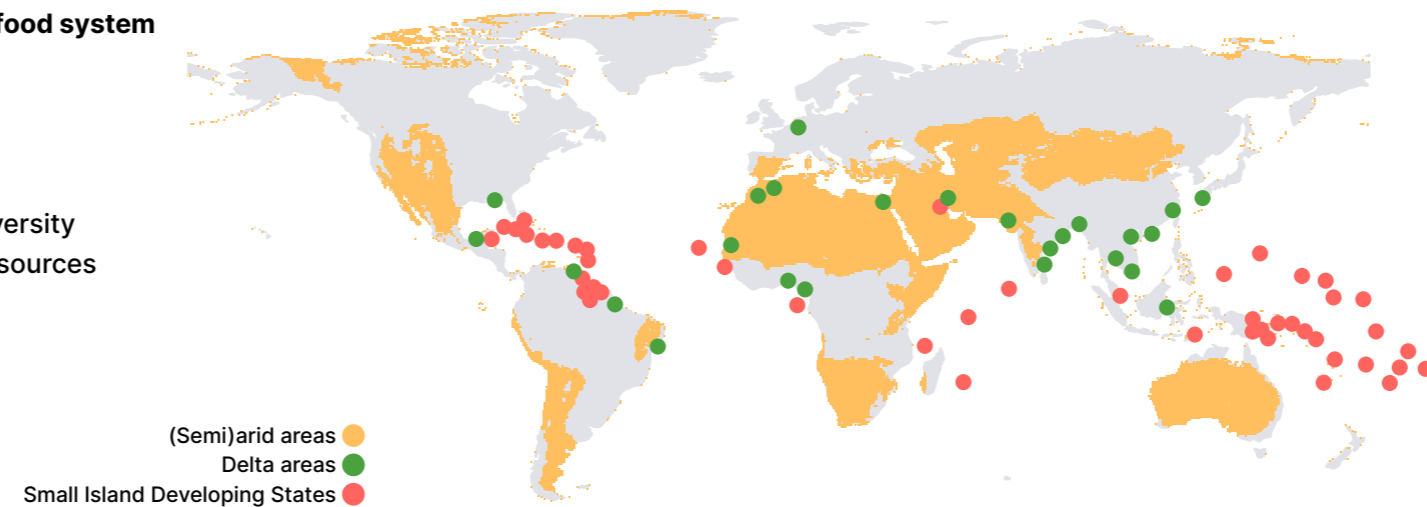 food system
versity
sources
(Semi)arid areas
Delta areas
Small Island Developing States